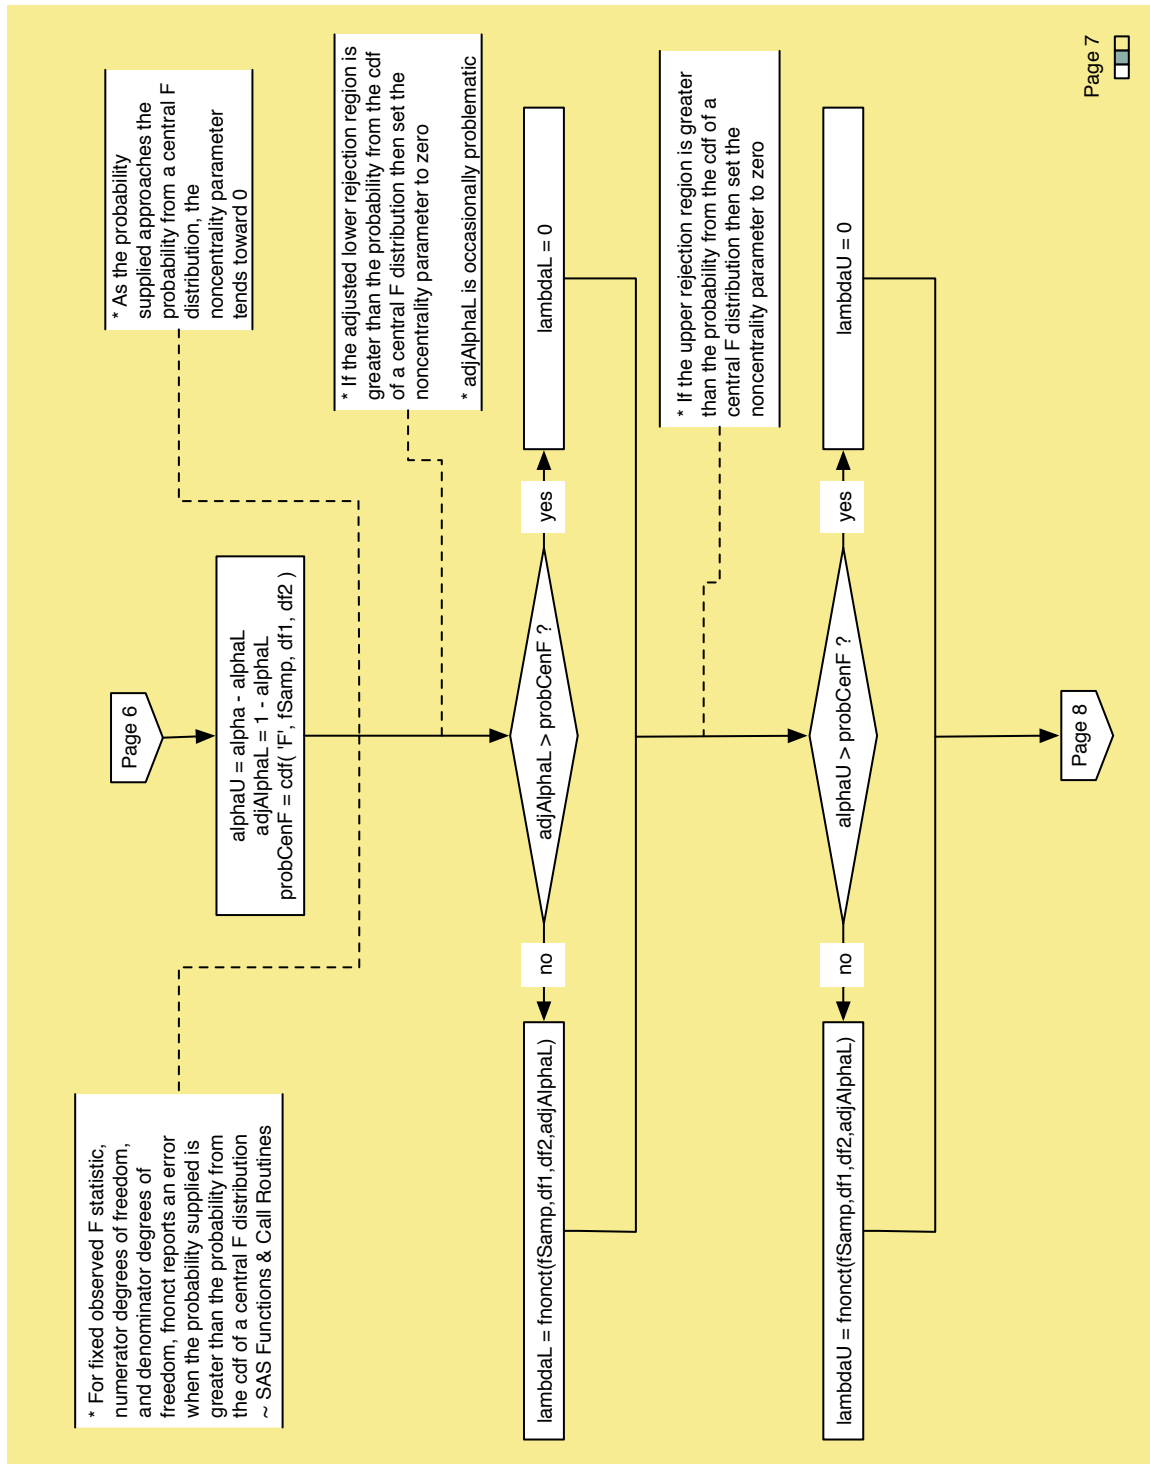 * For fixed observed F statistic,
numerator degrees of freedom,
and denominator degrees of
freedom, fnonct reports an error
when the probability supplied is
greater than the probability from
the cdf of a central F distribution
~ SAS Functions & Call Routines
Page 6
* As the probability
supplied approaches the
probability from a central F
distribution, the
noncentrality parameter
tends toward 0
alphaU = alpha - alphaL
adjAlphaL = 1 - alphaL
probCenF = cdf( 'F', fSamp, df1, df2 )
* If the adjusted lower rejection region is
greater than the probability from the cdf
of a central F distribution then set the
noncentrality parameter to zero
* adjAlphaL is occasionally problematic
lambdaL = fnonct(fSamp,df1,df2,adjAlphaL)
no
adjAlphaL > probCenF ?
yes
lambdaL = 0
* If the upper rejection region is greater
than the probability from the cdf of a
central F distribution then set the
noncentrality parameter to zero
lambdaU = fnonct(fSamp,df1,df2,adjAlphaL)
no
alphaU > probCenF ?
yes
lambdaU = 0
Page 8
Page 7